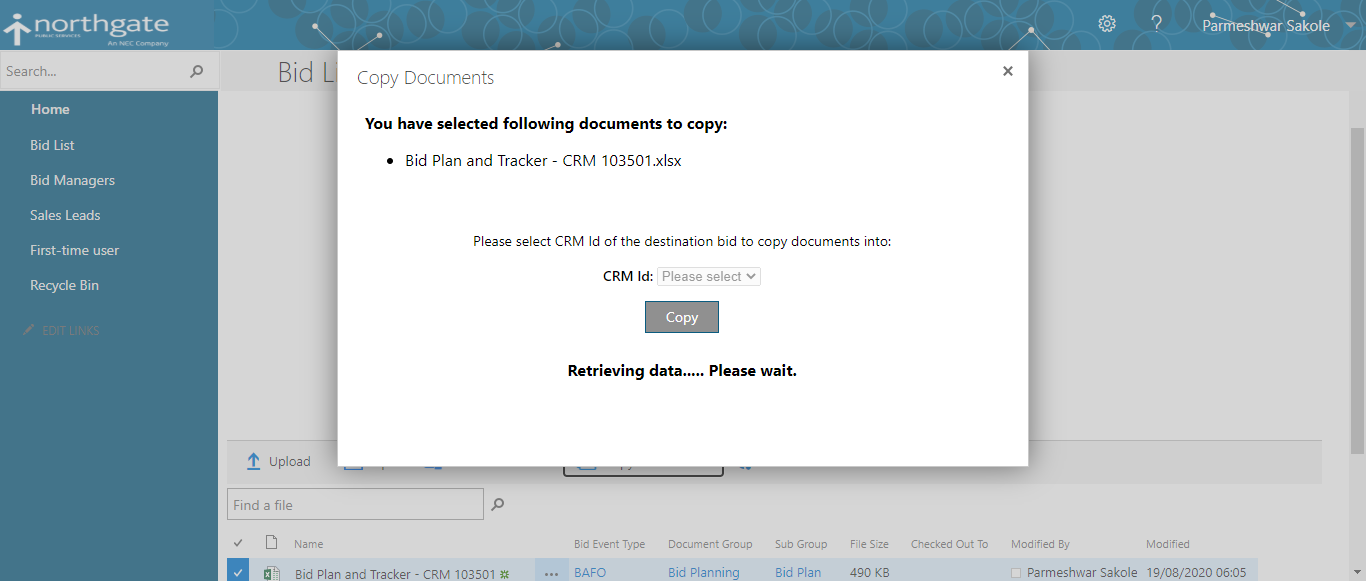 northgate
PUBLIC SERVICES
An NEC Company
? Parmeshwar Sakole
Search...
Home
Bid List
Bid Managers
Sales Leads
First-time user
Recycle Bin
EDIT LINKS
Bid Li
Copy Documents
You have selected following documents to copy:
• Bid Plan and Tracker - CRM 103501.xlsx
Please select CRM Id of the destination bid to copy documents into:
CRM Id: Please select
Copy
Retrieving data..... Please wait.
Upload
Find a file
Name Bid Event Type Document Group Sub Group File Size Checked Out To Modified By Modified
Bid Plan and Tracker - CRM 103501 ... BAFO Bid Planning Bid Plan 490 KB Parmeshwar Sakole 19/08/2020 06:05